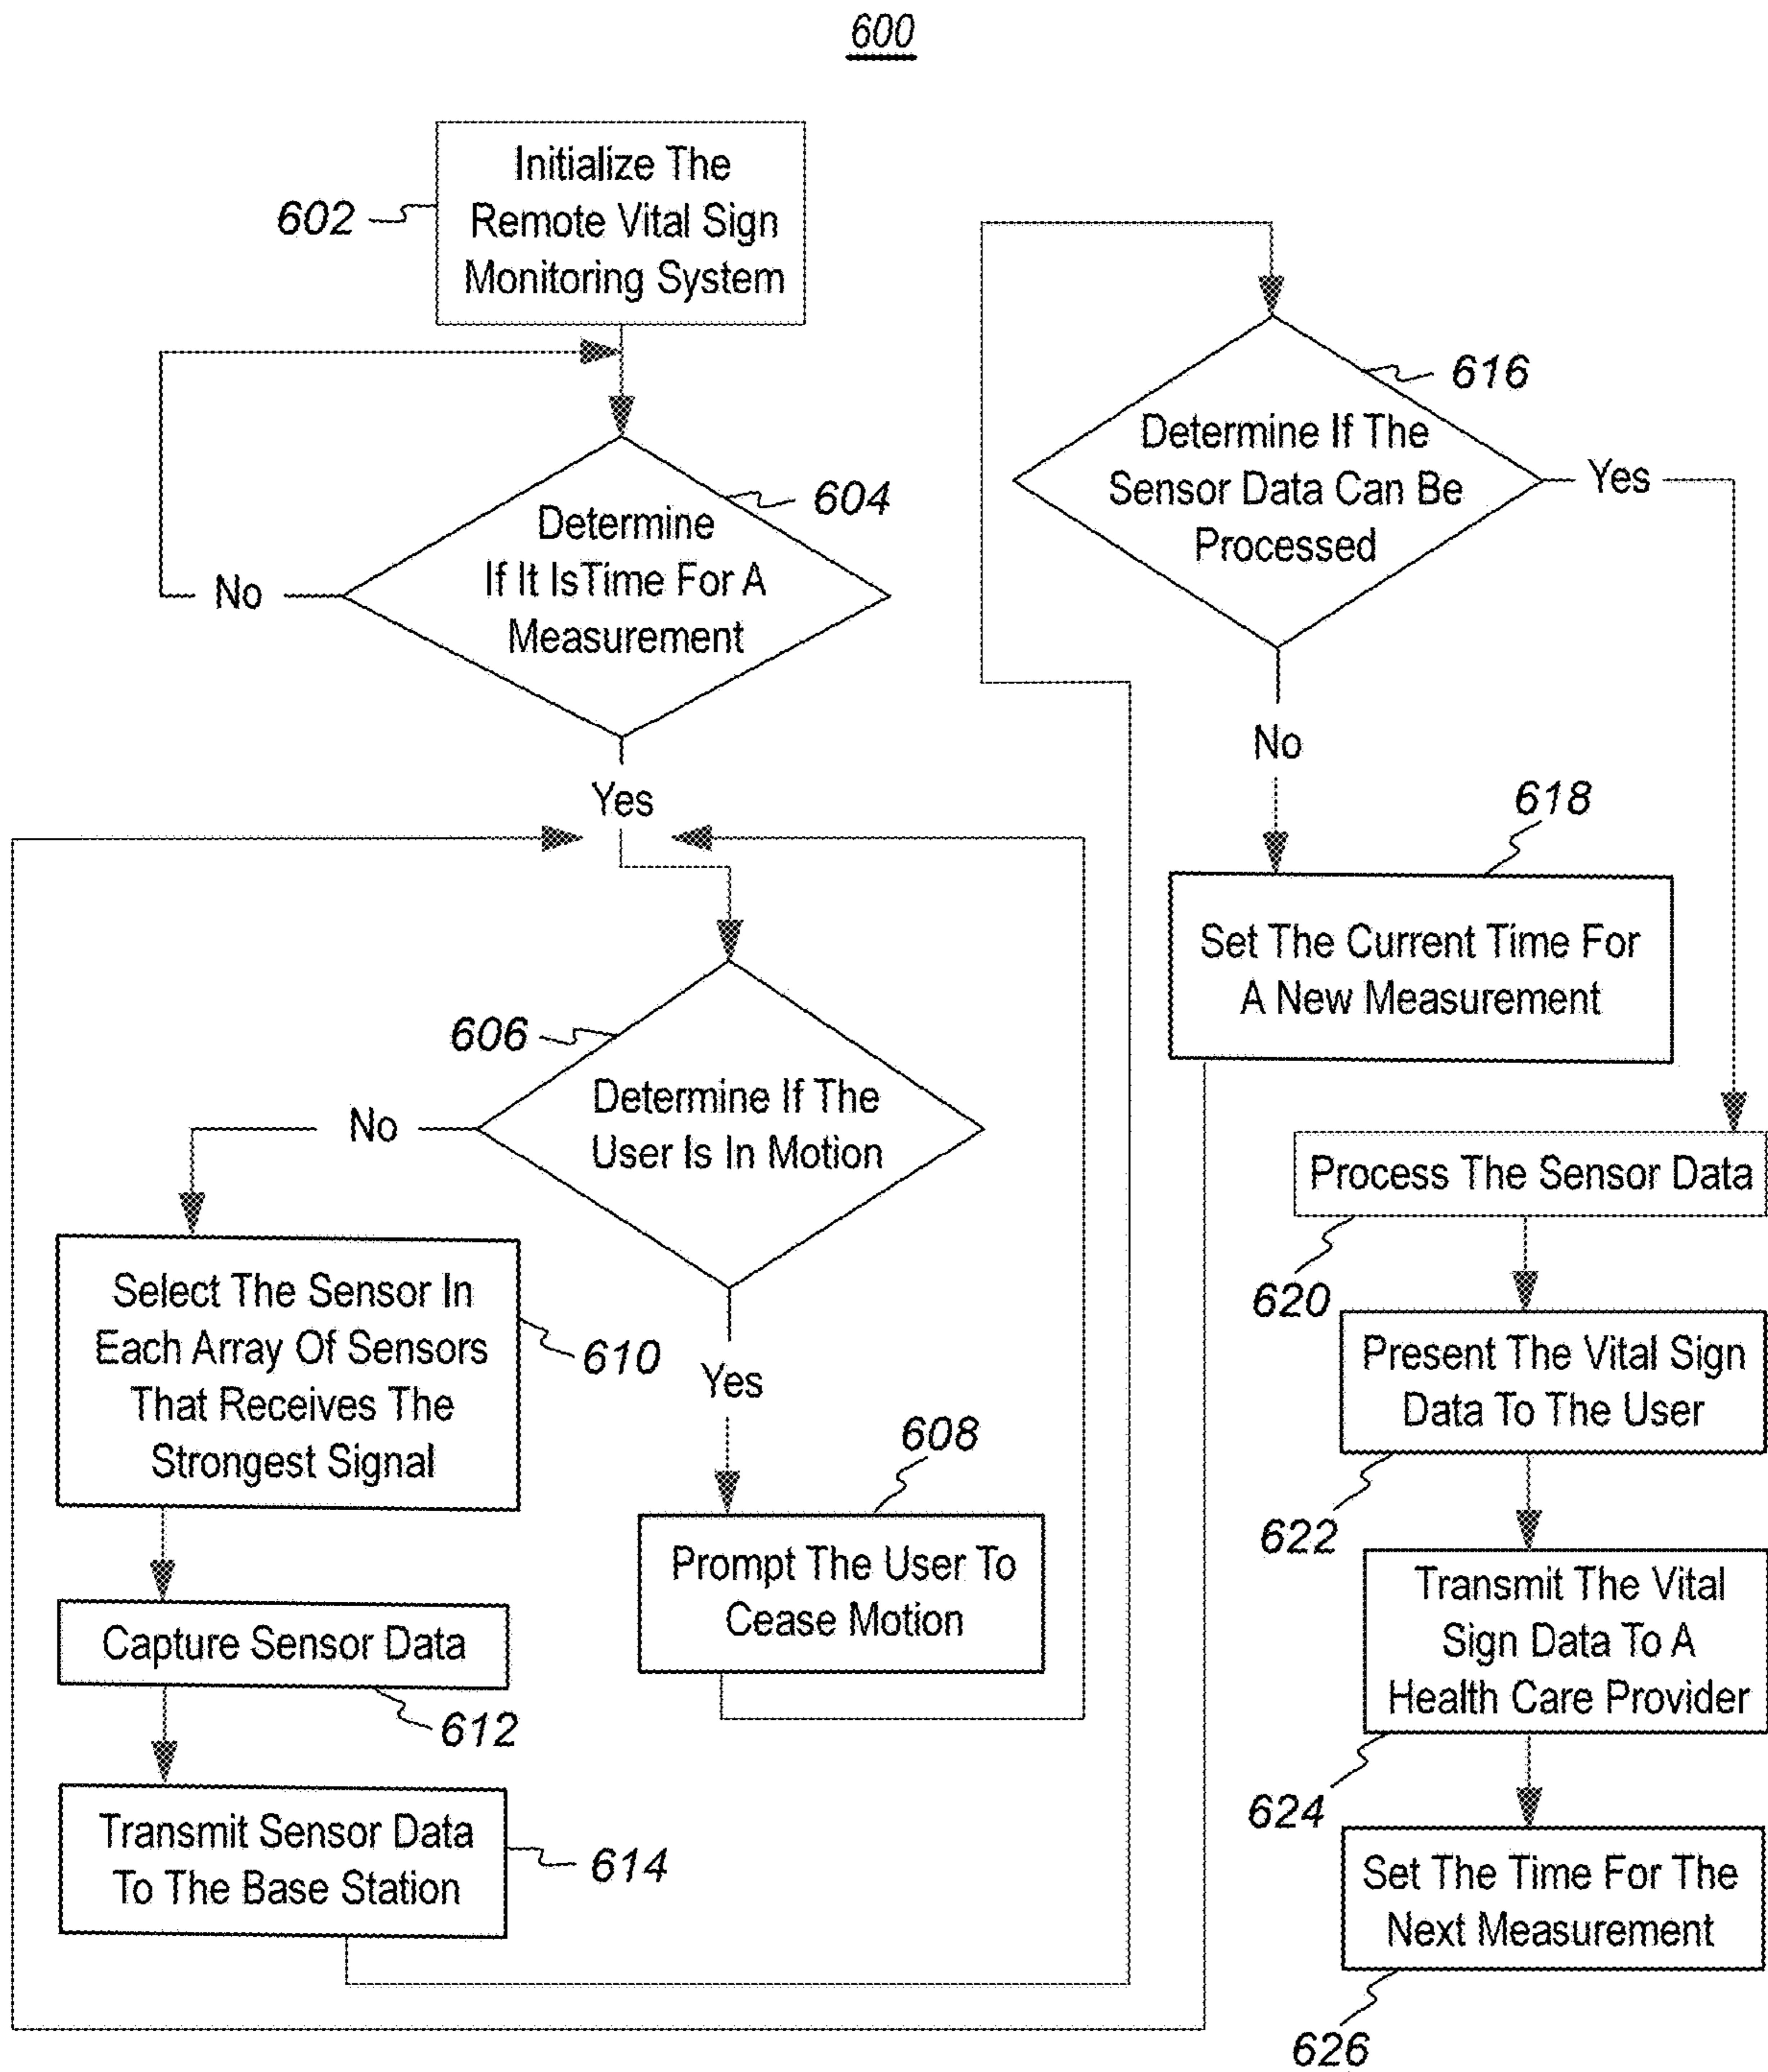 600
Initialize The
Remote Vital Sign
Monitoring System
602
604
Determine
If It IsTime For A
Measurement
No
Yes
606
Determine If The
User Is In Motion
No
Yes
Select The Sensor In
Each Array Of Sensors
That Receives The
Strongest Signal
610
608
Prompt The User To
Cease Motion
Capture Sensor Data
612
Transmit Sensor Data
To The Base Station
614
616
Determine If The
Sensor Data Can Be
Processed
Yes
No
618
Set The Current Time For
A New Measurement
Process The Sensor Data
620
Present The Vital Sign
Data To The User
622
Transmit The Vital
Sign Data To A
Health Care Provider
624
Set The Time For The
Next Measurement
626